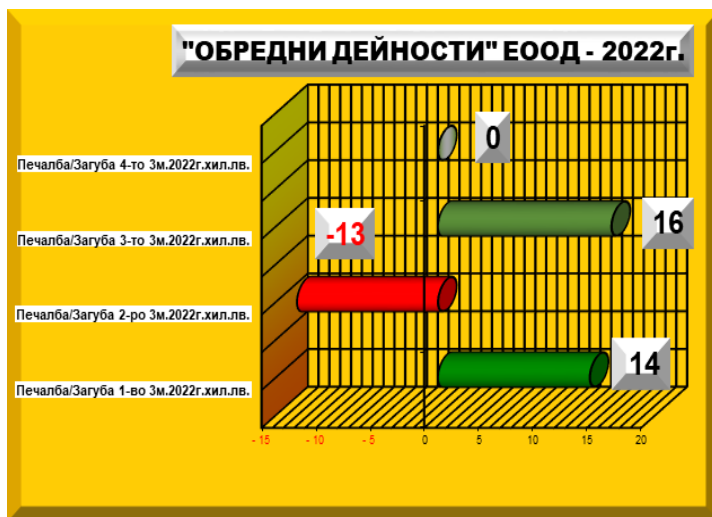 "ОБРЕДНИ ДЕЙНОСТИ" ЕООД - 2022г.
0
Печалба/Загуба 4-то 3м.2022г.хил.лв.
16
Печалба/Загуба 3-то 3м.2022г.хил.лв.
-13
Печалба/Загуба 2-ро 3м.2022г.хил.лв.
14
Печалба/Загуба 1-во 3м.2022г.хил.лв.
- 15 - 10 - 5 0 5 10 15 20